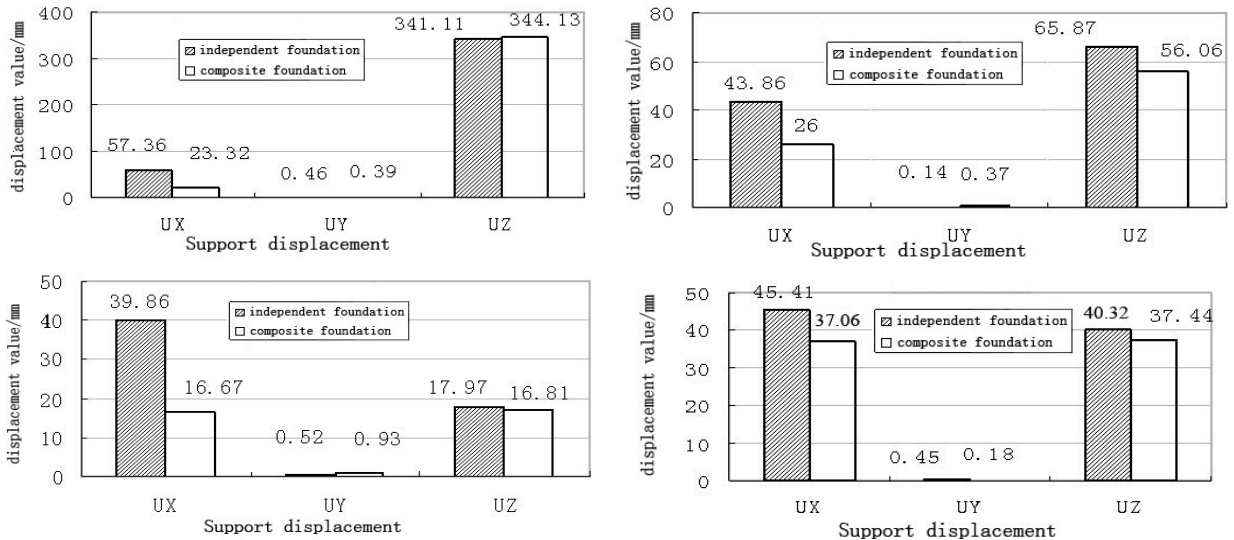 displacement value/mm
400
300
200
100
0
independent foundation
composite foundation
57.36
23.32
0.46
0.39
341.11
344.13
UX
UY
UZ
Support displacement
displacement value/mm
80
60
40
20
0
independent foundation
composite foundation
43.86
26
0.14
0.37
65.87
56.06
UX
UY
UZ
Support displacement
displacement value/mm
50
40
30
20
10
0
independent foundation
composite foundation
39.86
16.67
0.52
0.93
17.97
16.81
UX
UY
UZ
Support displacement
displacement value/mm
50
40
30
20
10
0
independent foundation
composite foundation
45.41
37.06
0.45
0.18
40.32
37.44
UX
UY
UZ
Support displacement